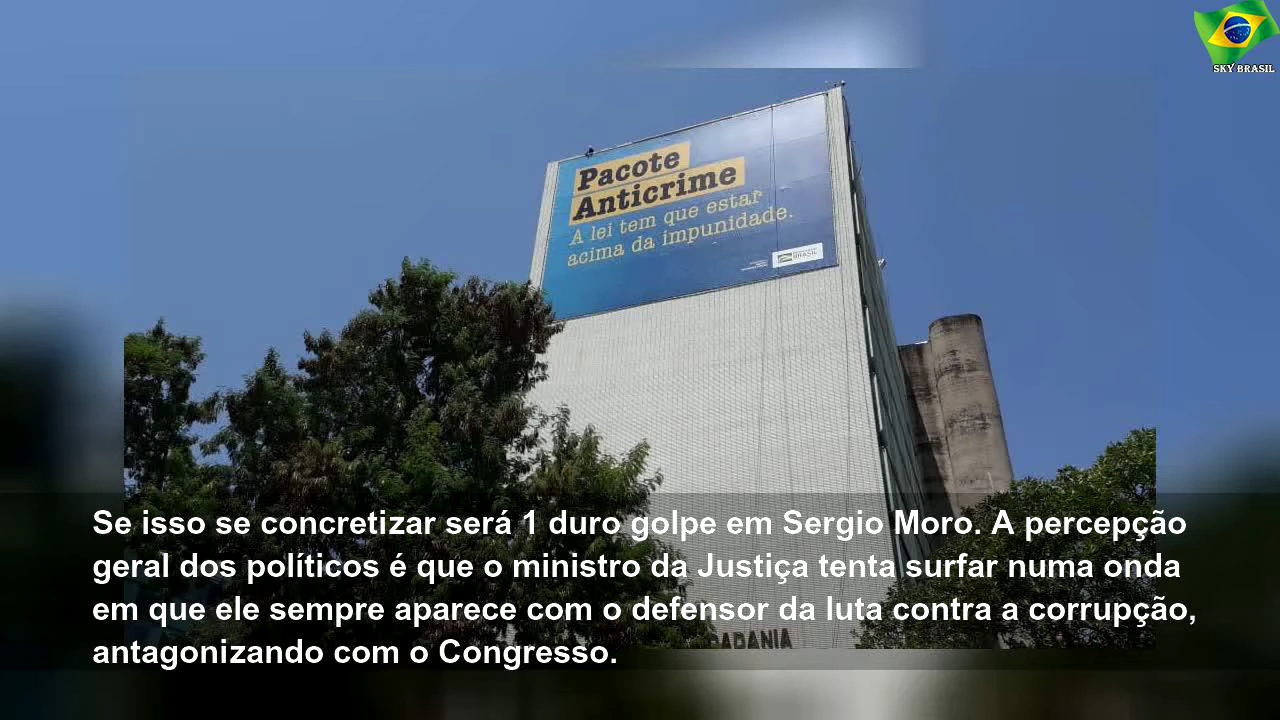 SKY BRASIL
Pacote
Anticrime
A lei tem que estar
acima da impunidade.
BRASIL
Se isso se concretizar será 1 duro golpe em Sergio Moro. A percepção
geral dos políticos é que o ministro da Justiça tenta surfar numa onda
em que ele sempre aparece com o defensor da luta contra a corrupção,
antagonizando com o Congresso.